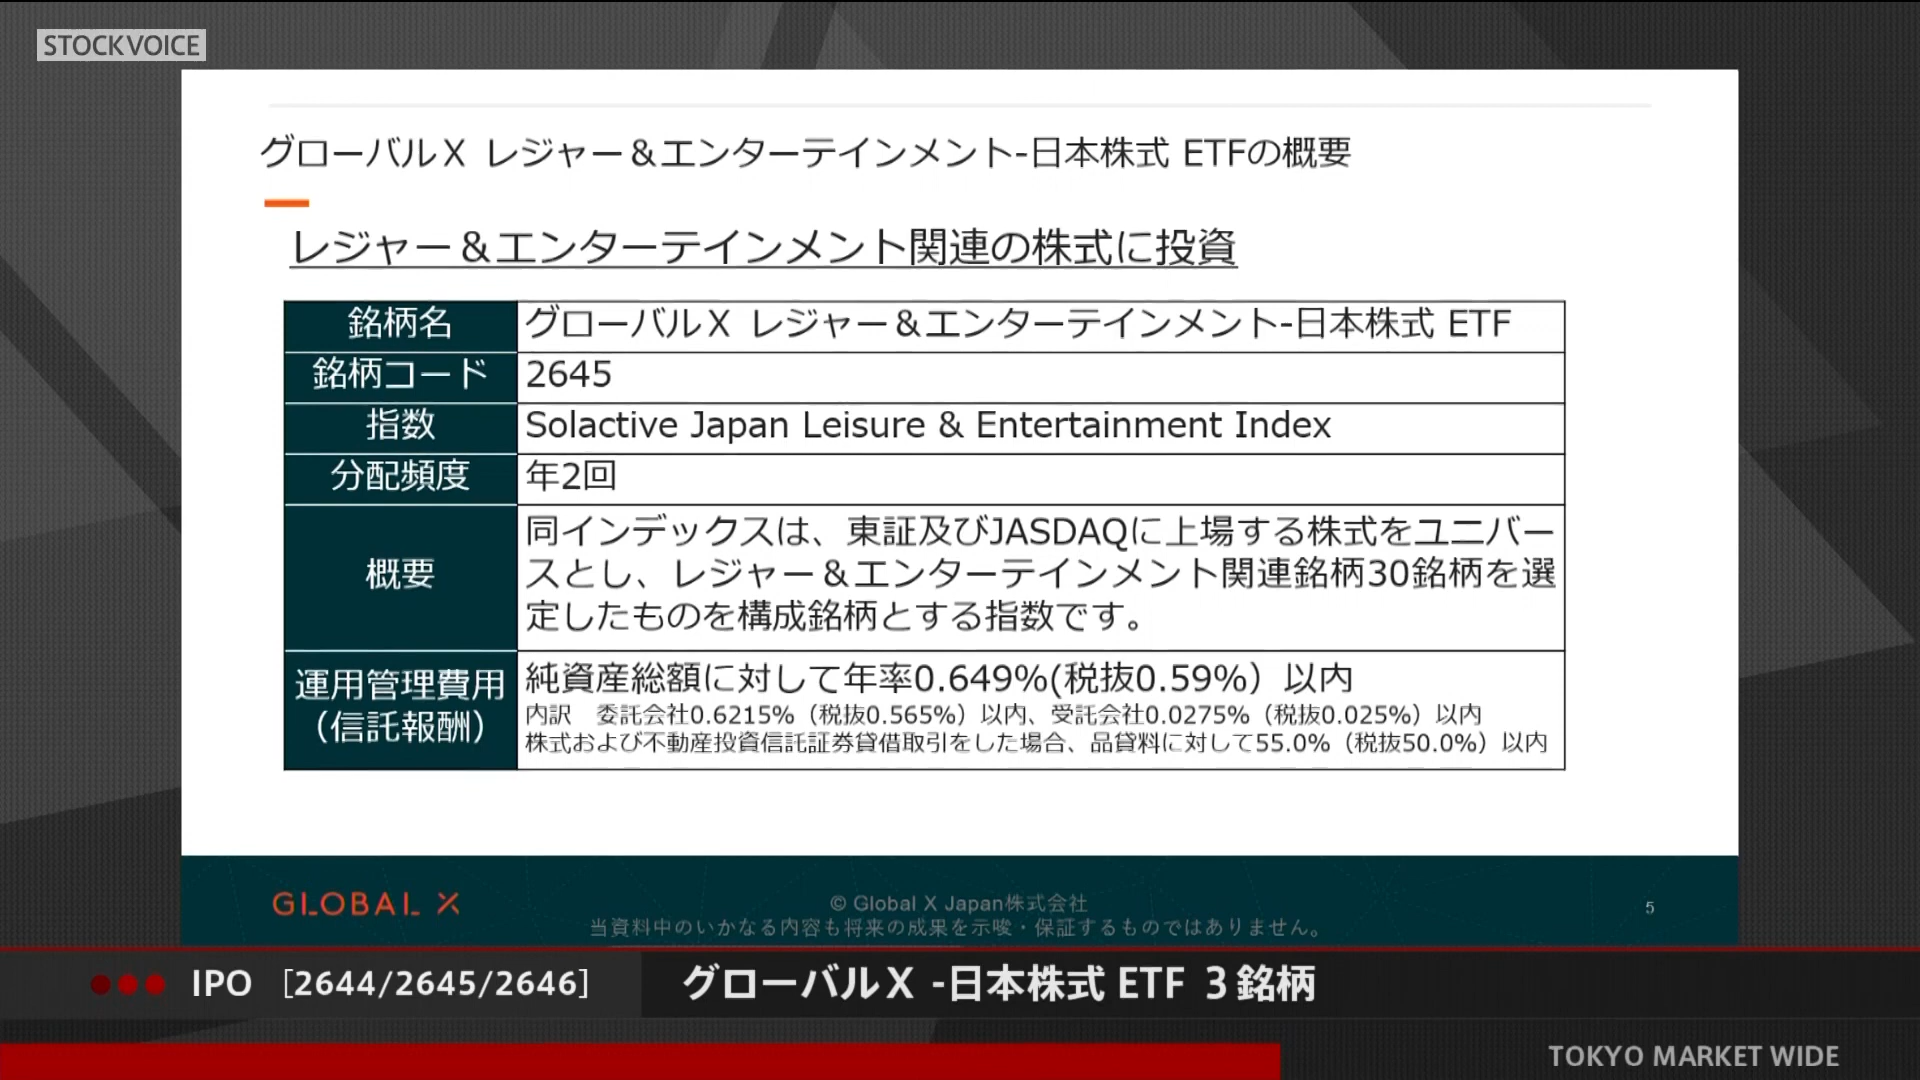 STOCKVOICE
グローバルX レジャー＆エンターテインメント-日本株式 ETFの概要
レジャー＆エンターテインメント関連の株式に投資
銘柄名 グローバルX レジャー＆エンターテインメント-日本株式 ETF
銘柄コード 2645
指数 Solactive Japan Leisure & Entertainment Index
分配頻度 年2回
概要
同インデックスは、東証及びJASDAQに上場する株式をユニバー
スとし、レジャー＆エンターテインメント関連銘柄30銘柄を選
定したものを構成銘柄とする指数です。
運用管理費用
（信託報酬）
純資産総額に対して年率0.649%(税抜0.59%）以内
内訳　委託会社0.6215%（税抜0.565%）以内、受託会社0.0275%（税抜0.025%）以内
株式および不動産投資信託証券貸借取引をした場合、品貸料に対して55.0%（税抜50.0%）以内
GLOBAL X
© Global X Japan株式会社
当資料中のいかなる内容も将来の成果を示唆・保証するものではありません。
5
IPO [2644/2645/2646] グローバルX -日本株式 ETF 3銘柄
TOKYO MARKET WIDE